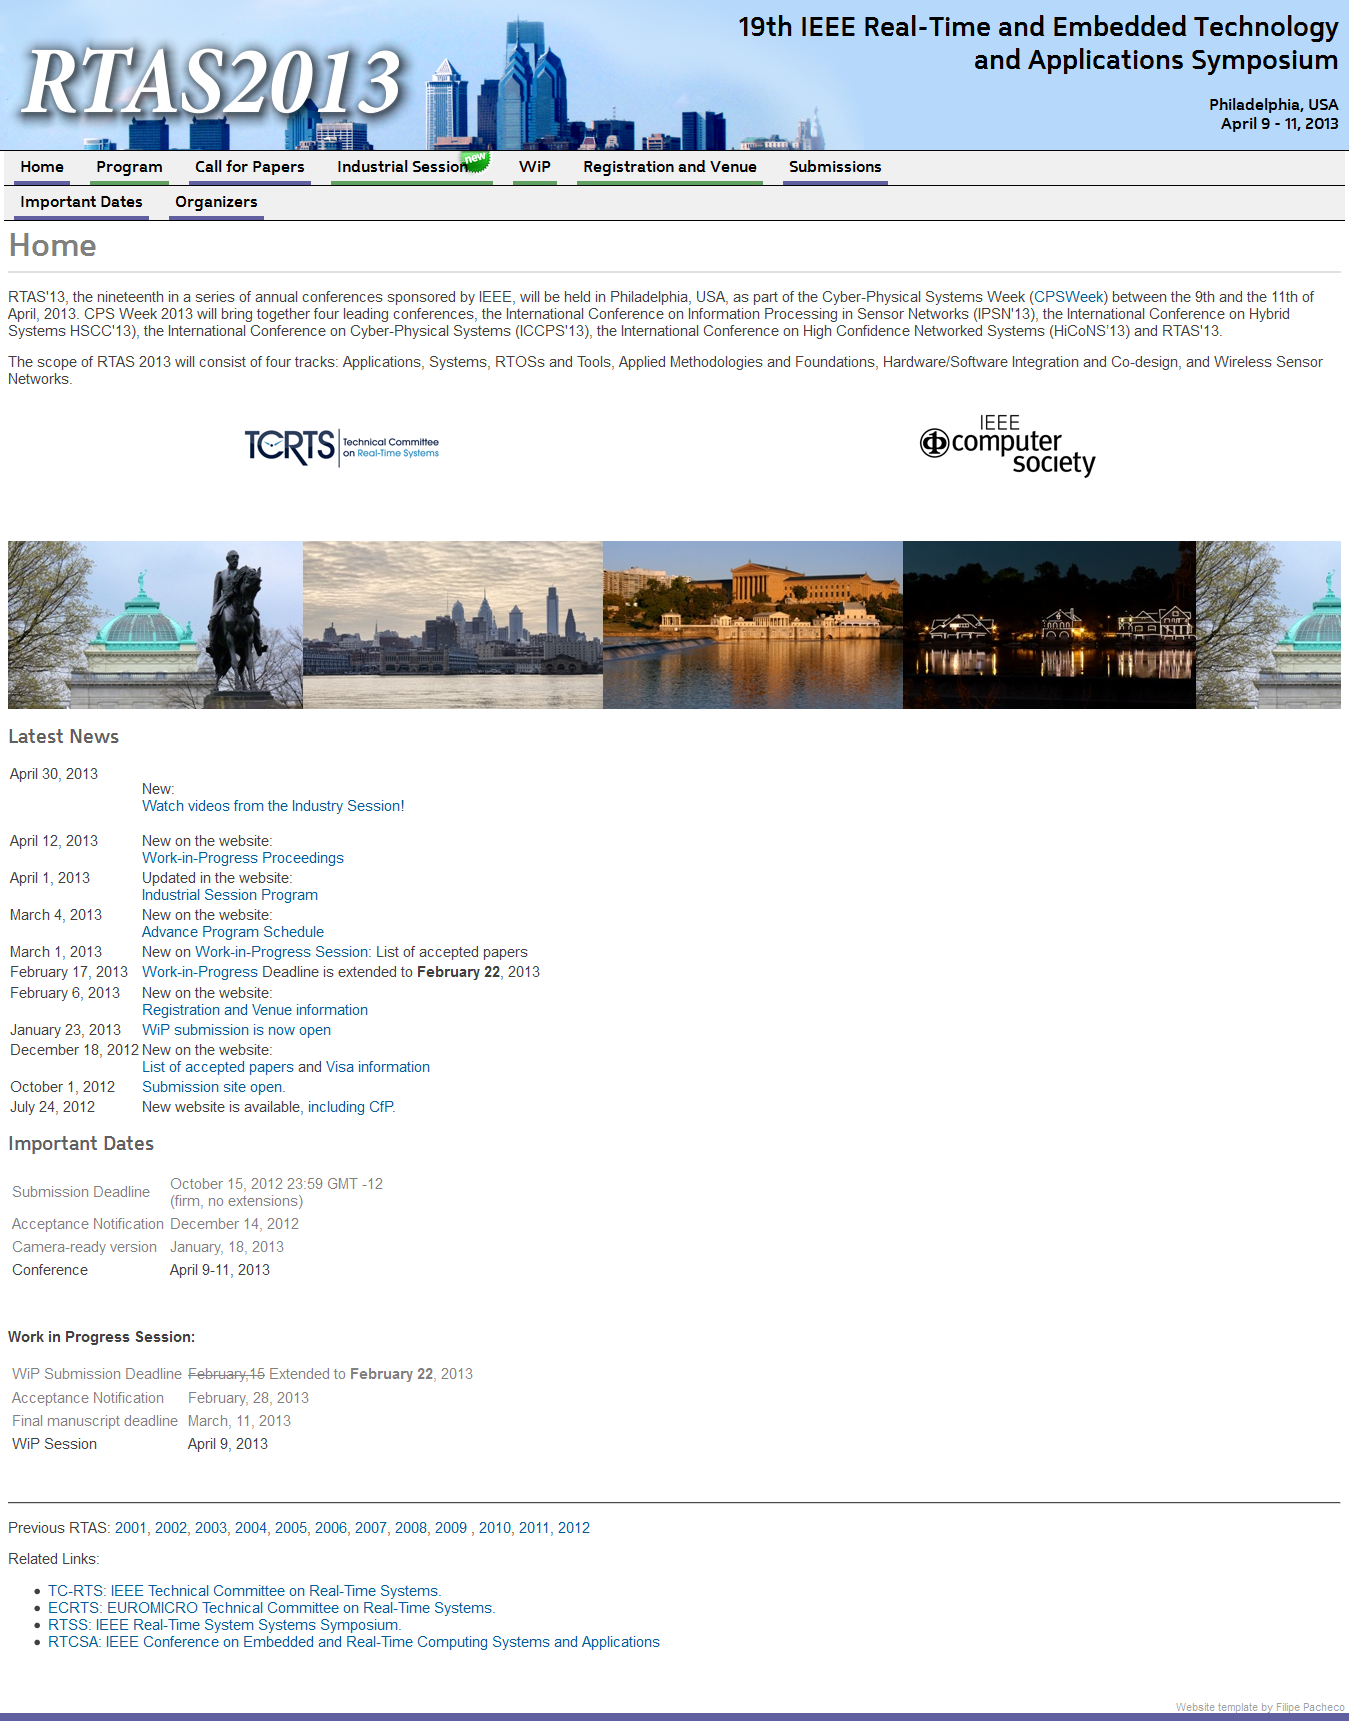 RTAS2013
19th IEEE Real-Time and Embedded Technology
and Applications Symposium
Philadelphia, USA
April 9 - 11, 2013
Home Program Call for Papers Industrial Session new WiP Registration and Venue Submissions
Important Dates Organizers
Home
RTAS'13, the nineteenth in a series of annual conferences sponsored by IEEE, will be held in Philadelphia, USA, as part of the Cyber-Physical Systems Week (CPSWeek) between the 9th and the 11th of
April, 2013. CPS Week 2013 will bring together four leading conferences, the International Conference on Information Processing in Sensor Networks (IPSN'13), the International Conference on Hybrid
Systems HSCC'13), the International Conference on Cyber-Physical Systems (ICCPS'13), the International Conference on High Confidence Networked Systems (HiCoNS'13) and RTAS'13.
The scope of RTAS 2013 will consist of four tracks: Applications, Systems, RTOSs and Tools, Applied Methodologies and Foundations, Hardware/Software Integration and Co-design, and Wireless Sensor
Networks.
TCRTS Technical Committee
on Real-Time Systems
IEEE
computer
society
Latest News
April 30, 2013
New:
Watch videos from the Industry Session!
April 12, 2013 New on the website:
Work-in-Progress Proceedings
April 1, 2013 Updated in the website:
Industrial Session Program
March 4, 2013 New on the website:
Advance Program Schedule
March 1, 2013 New on Work-in-Progress Session: List of accepted papers
February 17, 2013 Work-in-Progress Deadline is extended to February 22, 2013
February 6, 2013 New on the website:
Registration and Venue information
January 23, 2013 WiP submission is now open
December 18, 2012 New on the website:
List of accepted papers and Visa information
October 1, 2012 Submission site open.
July 24, 2012 New website is available, including CfP.
Important Dates
Submission Deadline October 15, 2012 23:59 GMT -12
(firm, no extensions)
Acceptance Notification December 14, 2012
Camera-ready version January, 18, 2013
Conference April 9-11, 2013
Work in Progress Session:
WiP Submission Deadline February,15 Extended to February 22, 2013
Acceptance Notification February, 28, 2013
Final manuscript deadline March, 11, 2013
WiP Session April 9, 2013
Previous RTAS: 2001, 2002, 2003, 2004, 2005, 2006, 2007, 2008, 2009 , 2010, 2011, 2012
Related Links:
TC-RTS: IEEE Technical Committee on Real-Time Systems.
ECRTS: EUROMICRO Technical Committee on Real-Time Systems.
RTSS: IEEE Real-Time System Systems Symposium.
RTCSA: IEEE Conference on Embedded and Real-Time Computing Systems and Applications
Website template by Filipe Pacheco